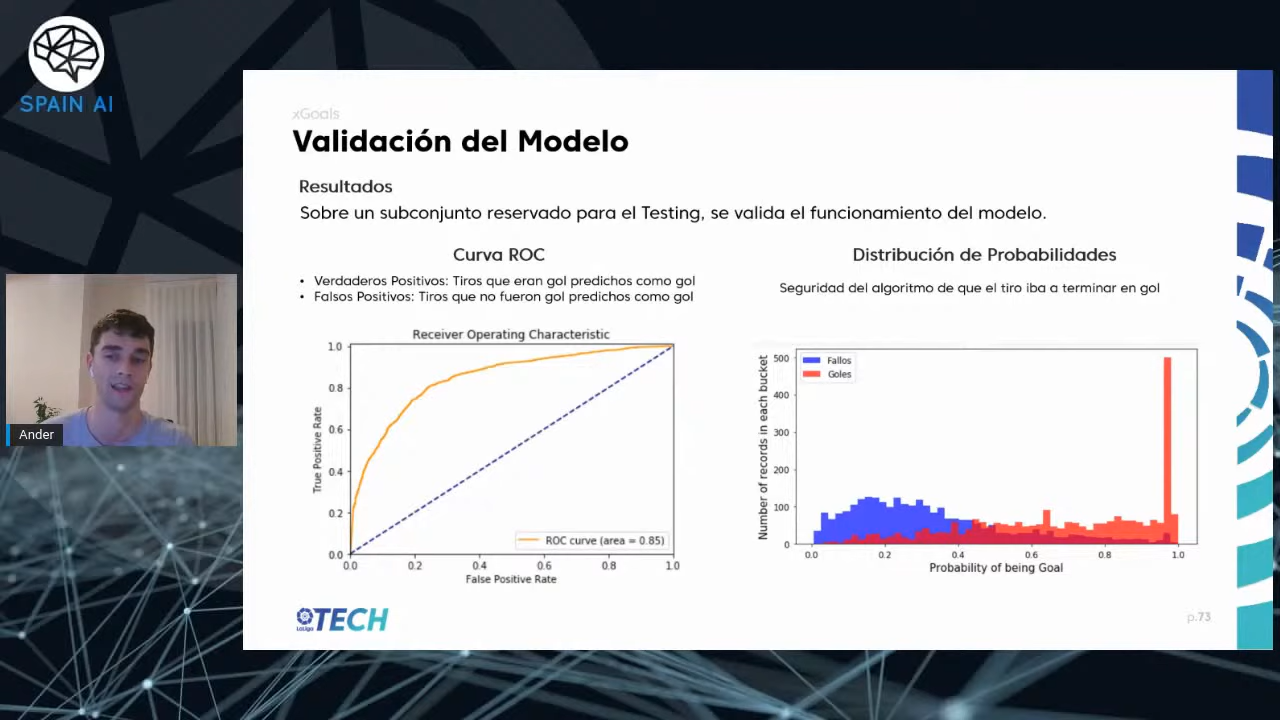 SPAIN AI
xGoals
Validación del Modelo
Resultados
Sobre un subconjunto reservado para el Testing, se valida el funcionamiento del modelo.
Curva ROC
• Verdaderos Positivos: Tiros que eran gol predichos como gol
• Falsos Positivos: Tiros que no fueron gol predichos como gol
Receiver Operating Characteristic
True Positive Rate
1.0
0.8
0.6
0.4
0.2
0.0
0.0 0.2 0.4 0.6 0.8 1.0
False Positive Rate
ROC curve (area = 0.85)
Distribución de Probabilidades
Seguridad del algoritmo de que el tiro iba a terminar en gol
Number of records in each bucket
500
400
300
200
100
0
Fallos
Goles
0.0 0.2 0.4 0.6 0.8 1.0
Probability of being Goal
Ander
LaLiga TECH
p.73